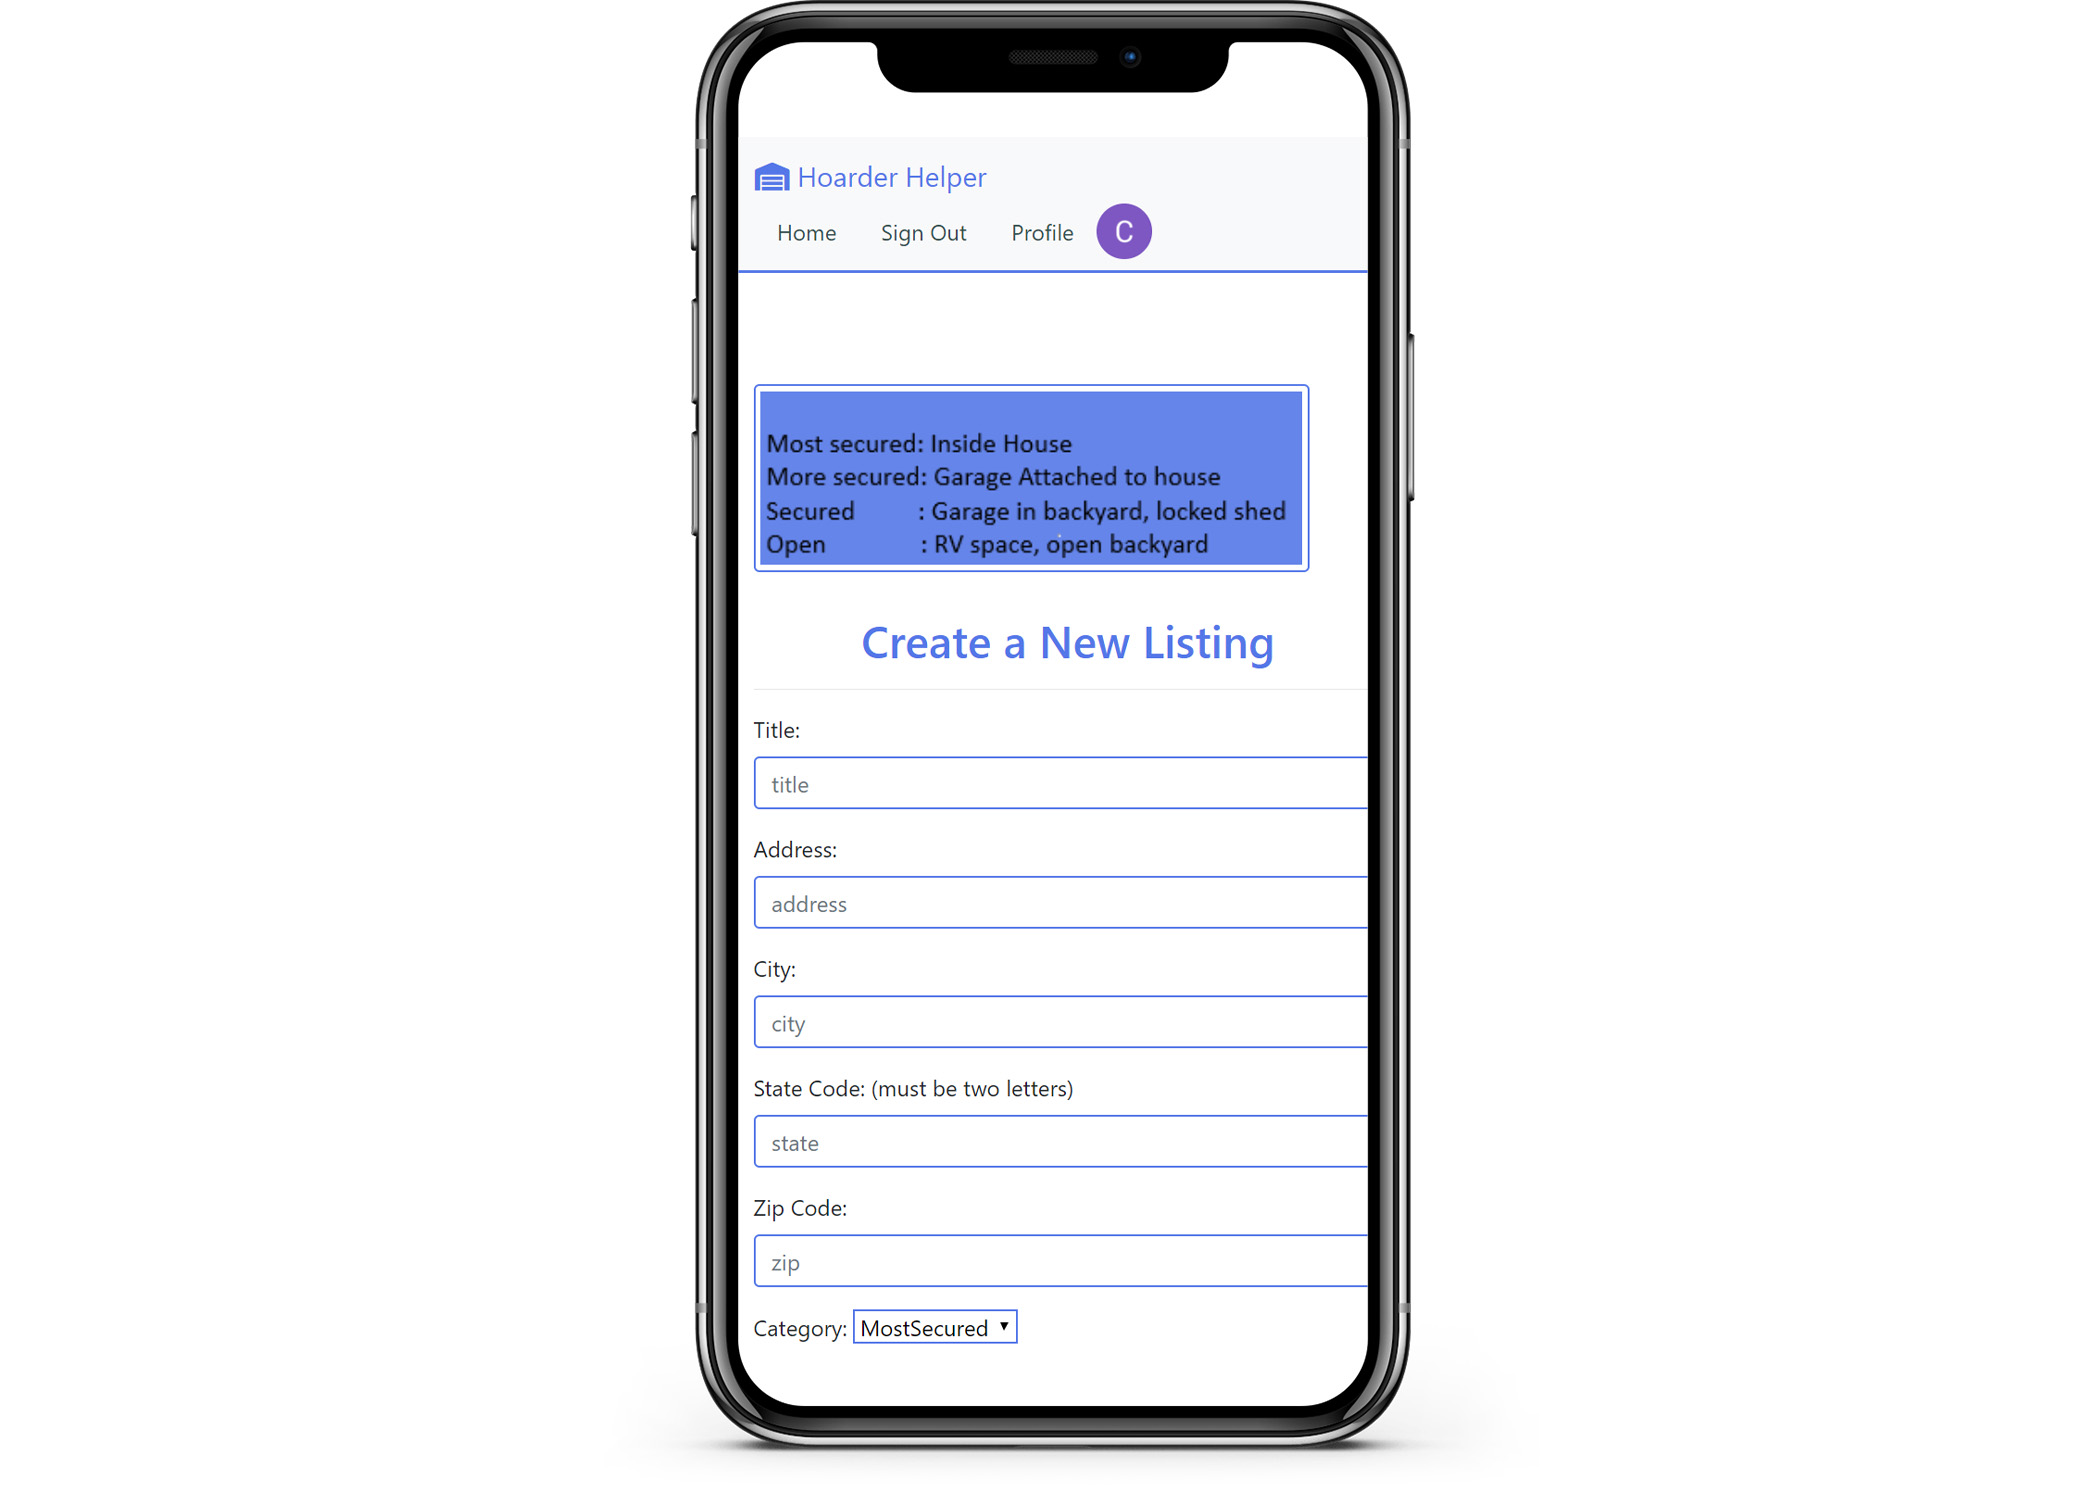 Hoarder Helper
Home Sign Out Profile C
Most secured: Inside House
More secured: Garage Attached to house
Secured : Garage in backyard, locked shed
Open : RV space, open backyard
Create a New Listing
Title:
title
Address:
address
City:
city
State Code: (must be two letters)
state
Zip Code:
zip
Category: MostSecured